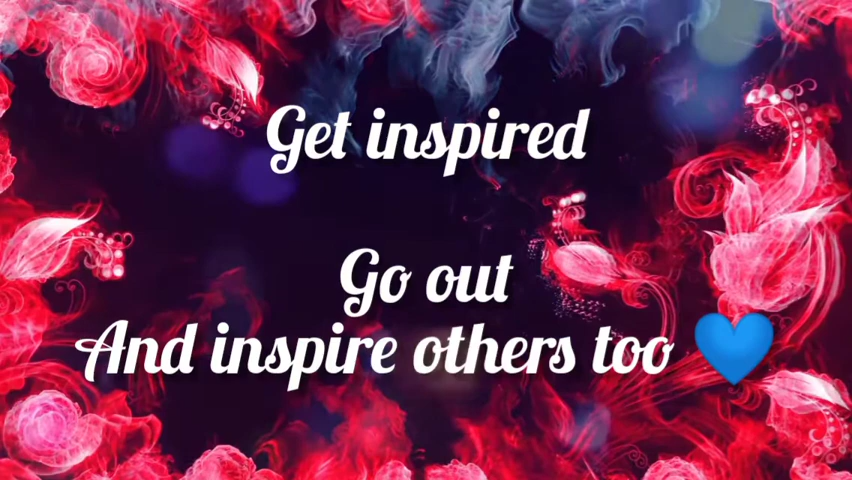 Get inspired
Go out
And inspire others too 💙